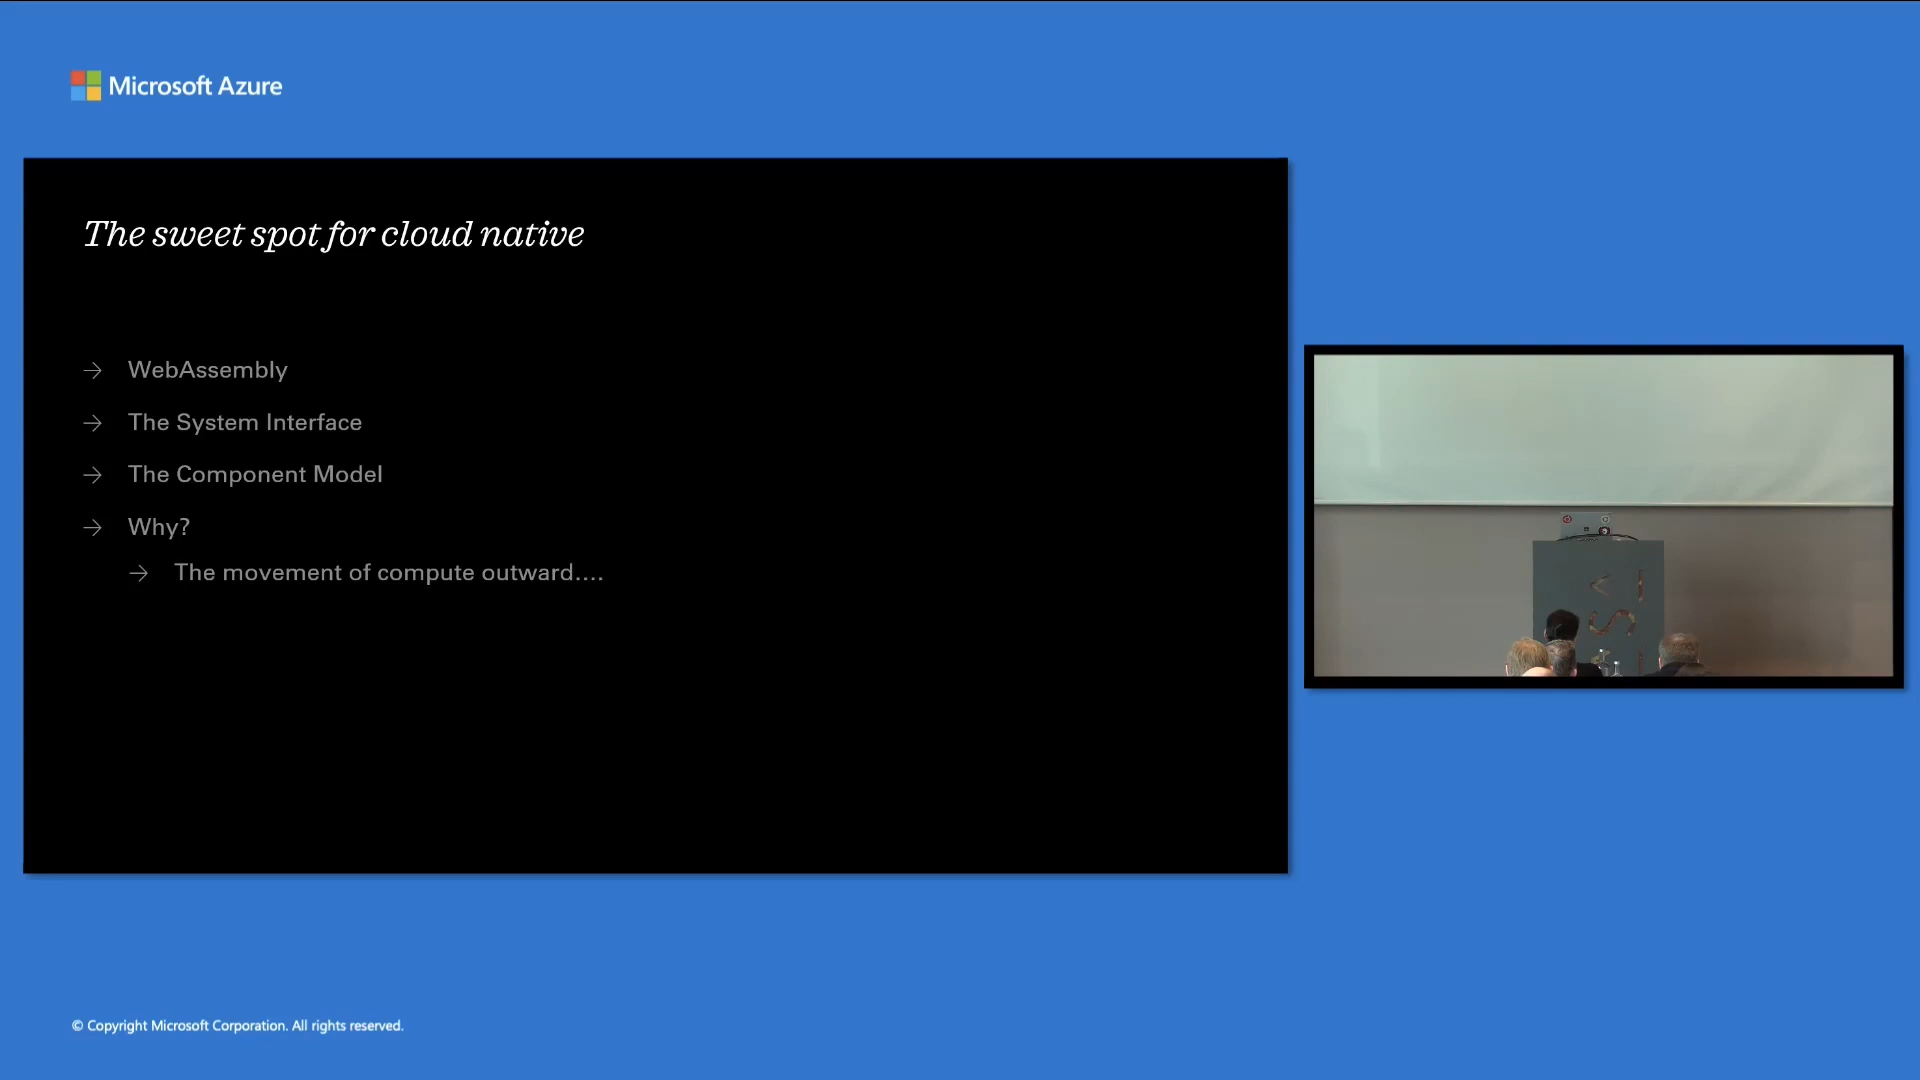 Microsoft Azure
The sweet spot for cloud native
→ WebAssembly
→ The System Interface
→ The Component Model
→ Why?
→ The movement of compute outward....
© Copyright Microsoft Corporation. All rights reserved.